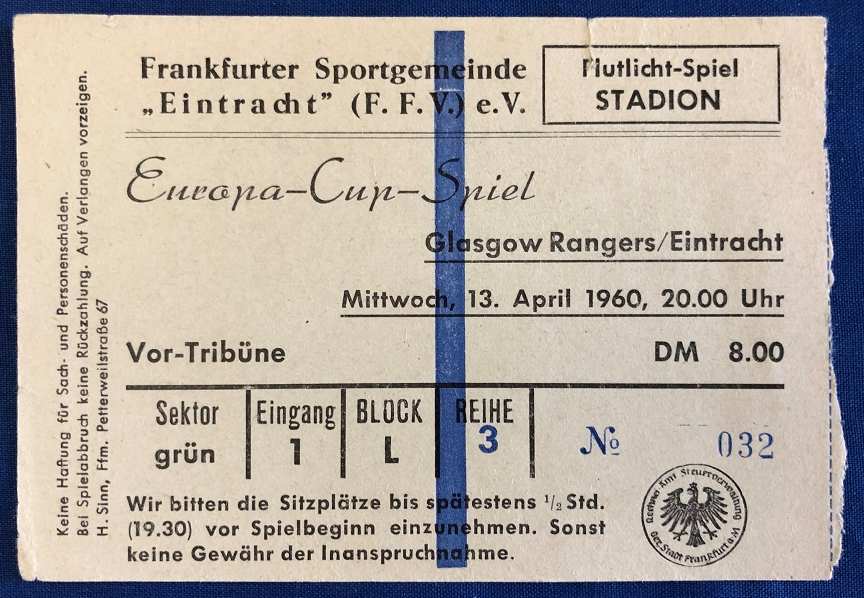 Frankfurter Sportgemeinde
„Eintracht” (F. F. V.) e.V.
Flutlicht-Spiel
STADION
Europa-Cup-Spiel
Glasgow Rangers/Eintracht
Mittwoch, 13. April 1960, 20.00 Uhr
Vor-Tribüne DM 8.00
Sektor Eingang BLOCK REIHE
grün 1 L 3 № 032
Wir bitten die Sitzplätze bis spätestens ½ Std.
(19.30) vor Spielbeginn einzunehmen. Sonst
keine Gewähr der Inanspruchnahme.
Keine Haftung für Sach- und Personenschäden.
Bei Spielabbruch keine Rückzahlung. Auf Verlangen vorzeigen.
H. Sinn, Ffm. Petterweilstraße 67
Steuerverwaltung
Stadt Frankfurt a.M